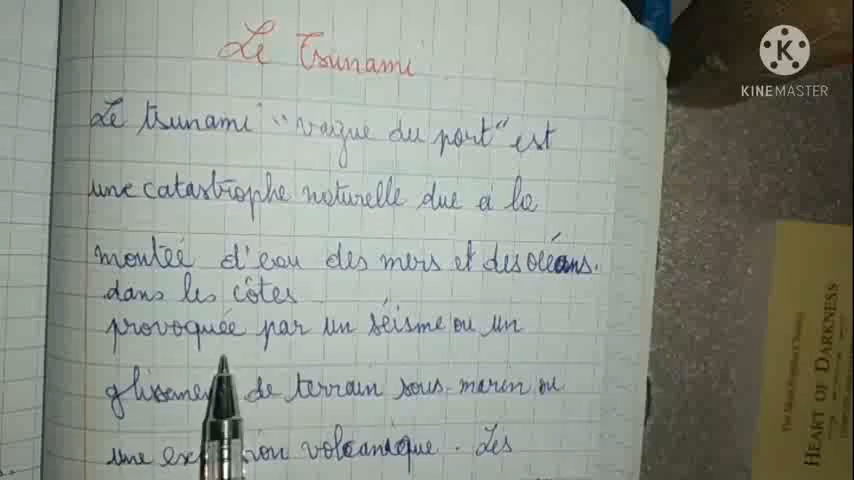 Le Tsunami
Le tsunami "vaigue du port" est
une catastrophe naturelle due à la
montée d'eau des mers et des océans.
dans les côtes
provoquée par un séisme ou un
de terrain sous-marin ou
une volcanique. Les
KINEMASTER
HEART OF DARKNESS